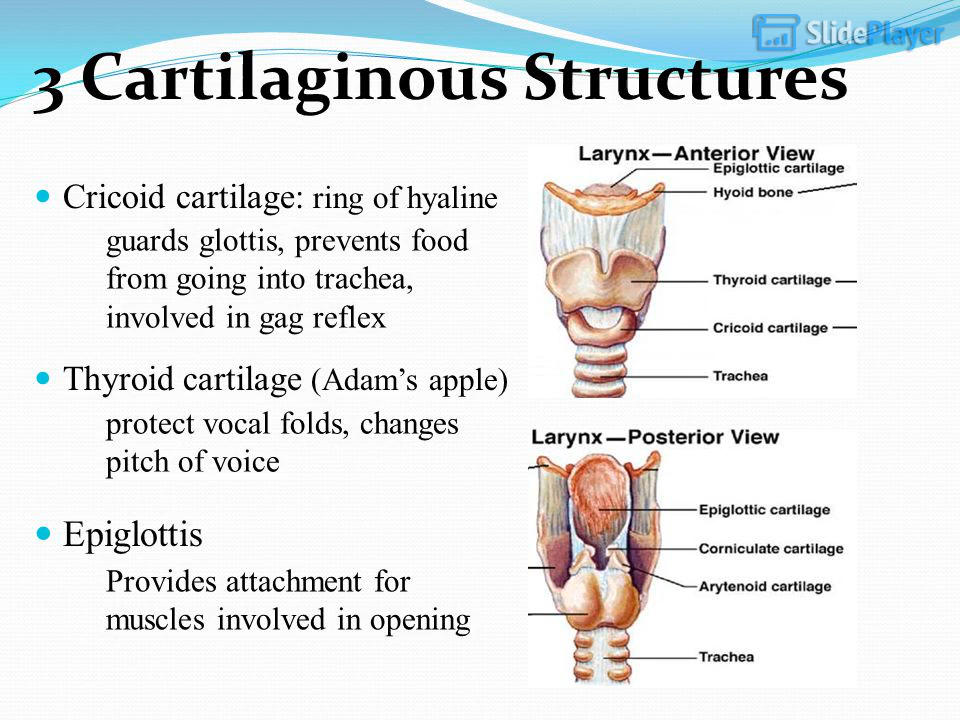 SlidePlayer
3 Cartilaginous Structures
Cricoid cartilage: ring of hyaline
guards glottis, prevents food
from going into trachea,
involved in gag reflex
Thyroid cartilage (Adam’s apple)
protect vocal folds, changes
pitch of voice
Epiglottis
Provides attachment for
muscles involved in opening
Larynx—Anterior View
Epiglottic cartilage
Hyoid bone
Thyroid cartilage
Cricoid cartilage
Trachea
Larynx—Posterior View
Epiglottic cartilage
Corniculate cartilage
Arytenoid cartilage
Trachea